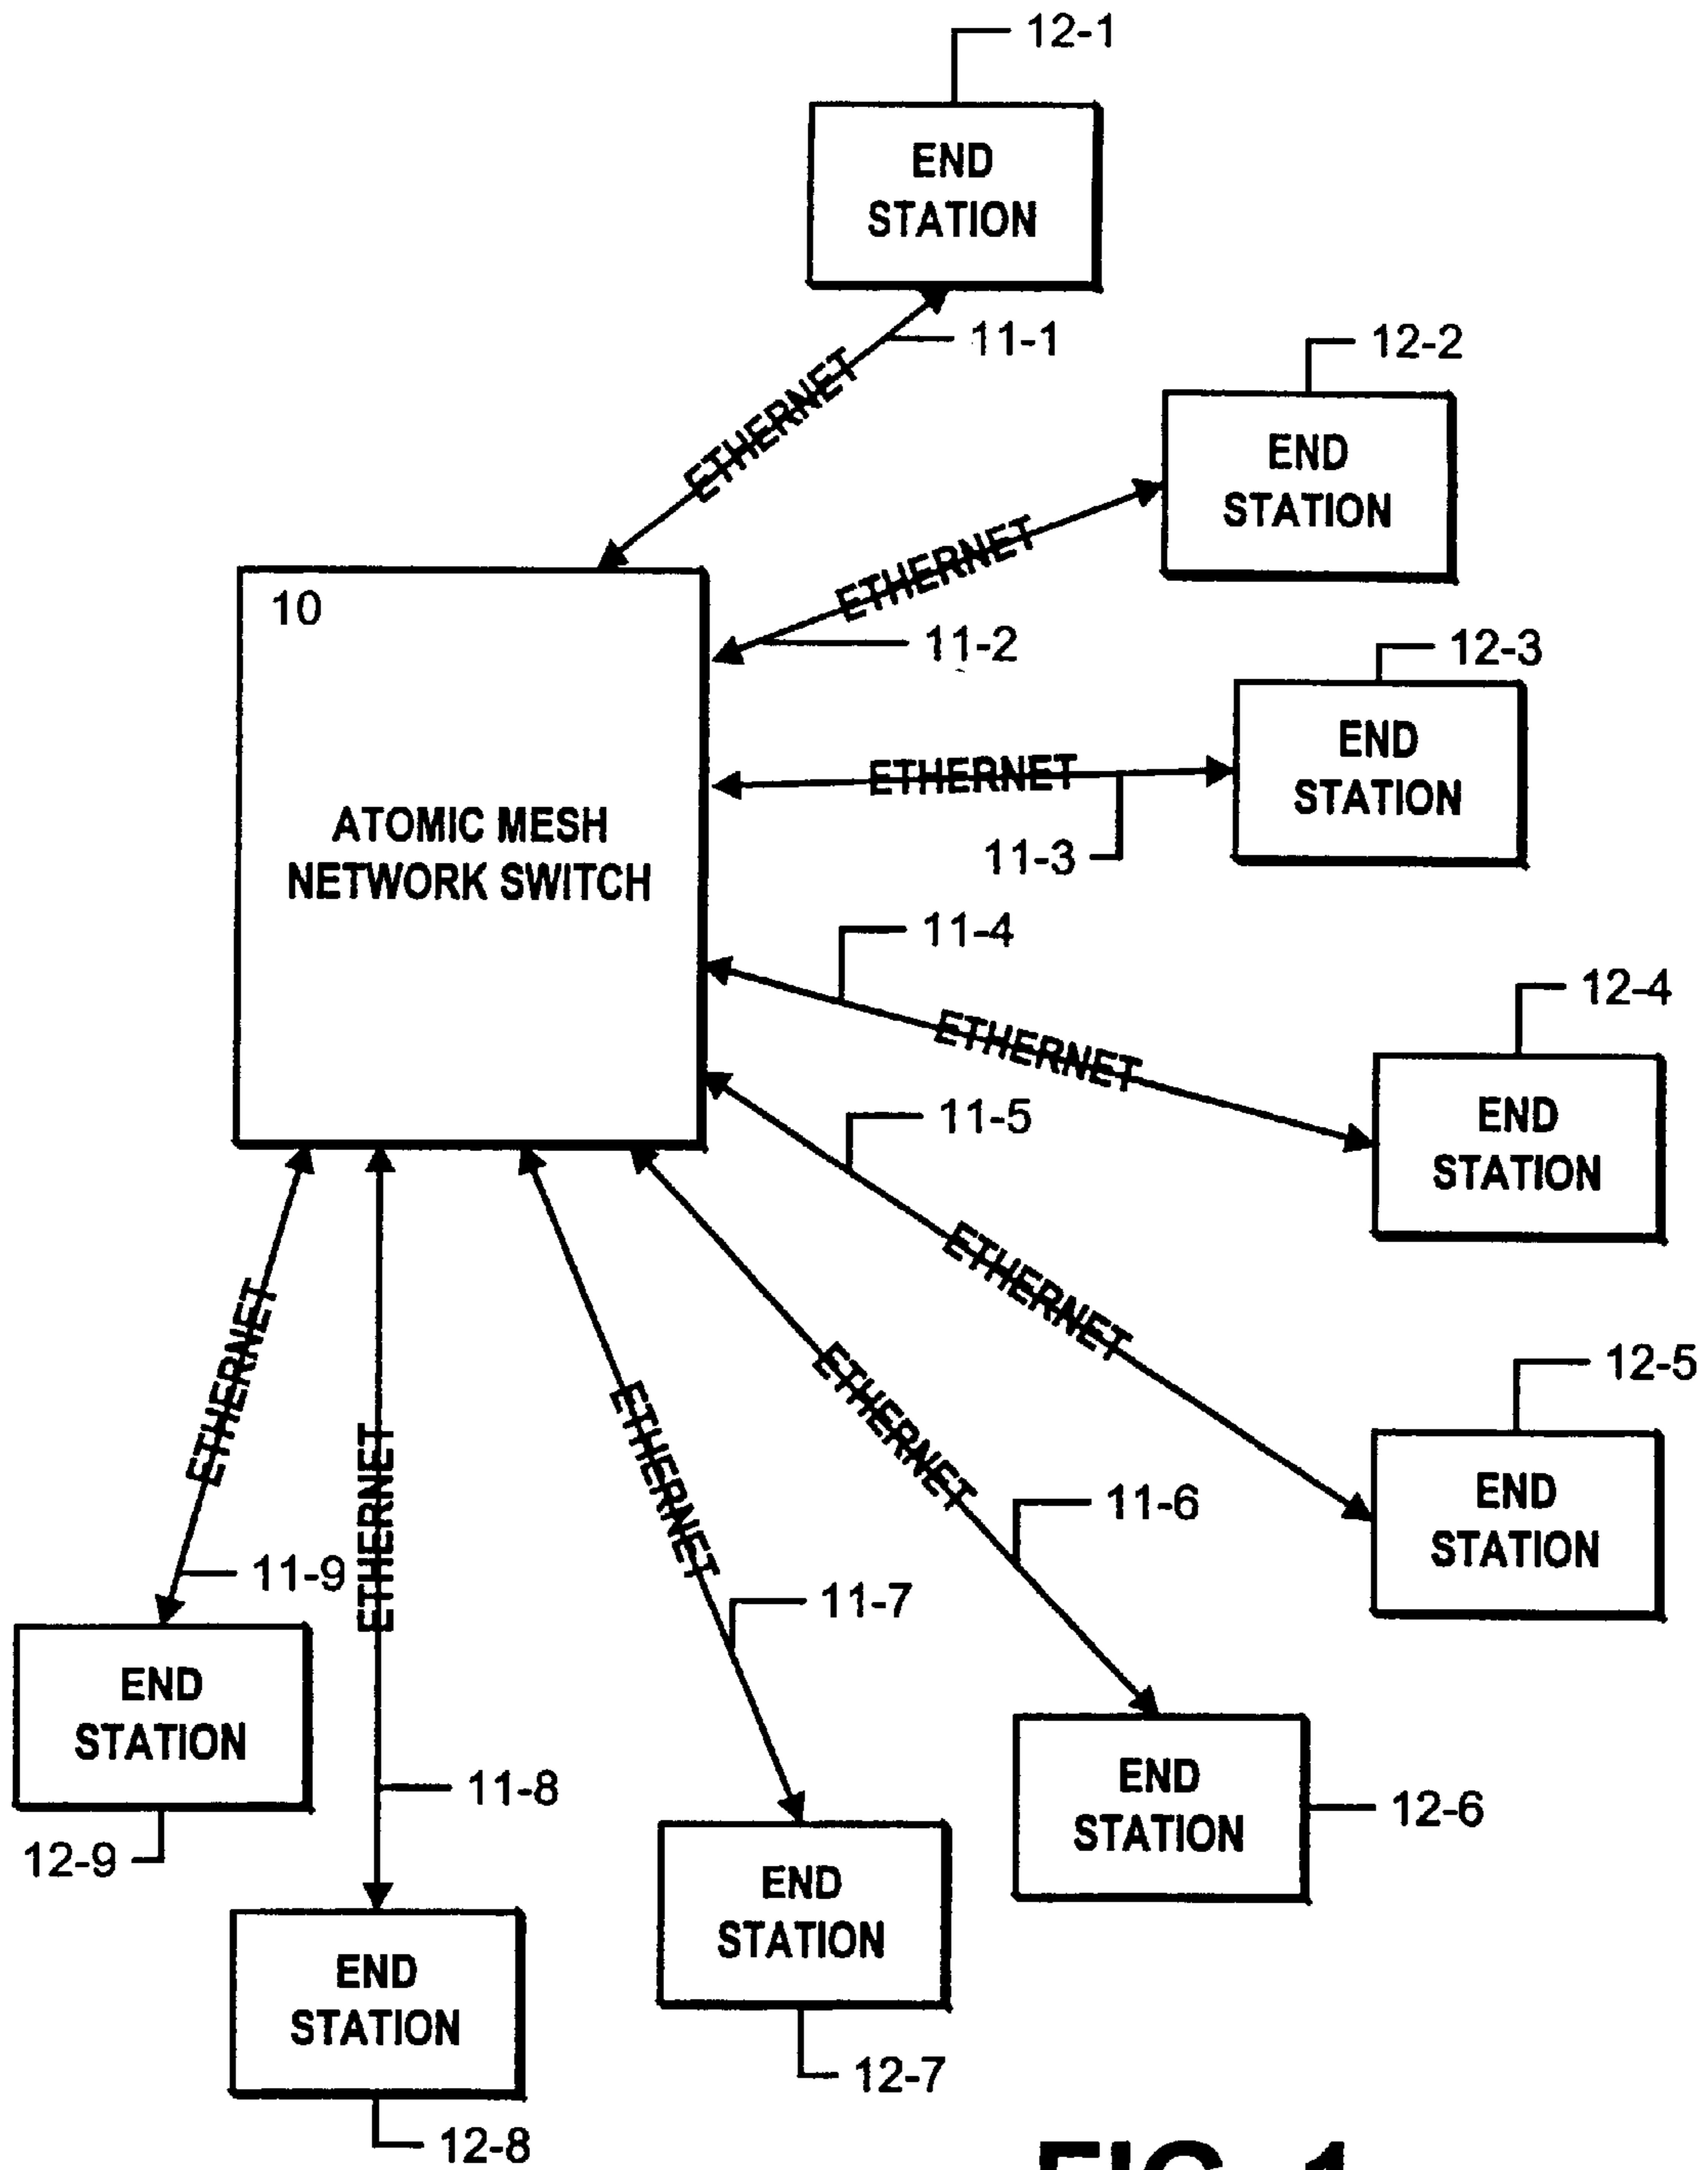 12-1
END
STATION
11-1
ETHERNET
12-2
END
STATION
ETHERNET
11-2
10
ATOMIC MESH
NETWORK SWITCH
12-3
END
STATION
ETHERNET
11-3
11-4
ETHERNET
12-4
END
STATION
11-5
ETHERNET
12-5
END
STATION
ETHERNET
11-6
END
STATION
12-6
ETHERNET
11-7
END
STATION
12-7
ETHERNET
11-8
END
STATION
12-8
ETHERNET
11-9
END
STATION
12-9
FIG. 1